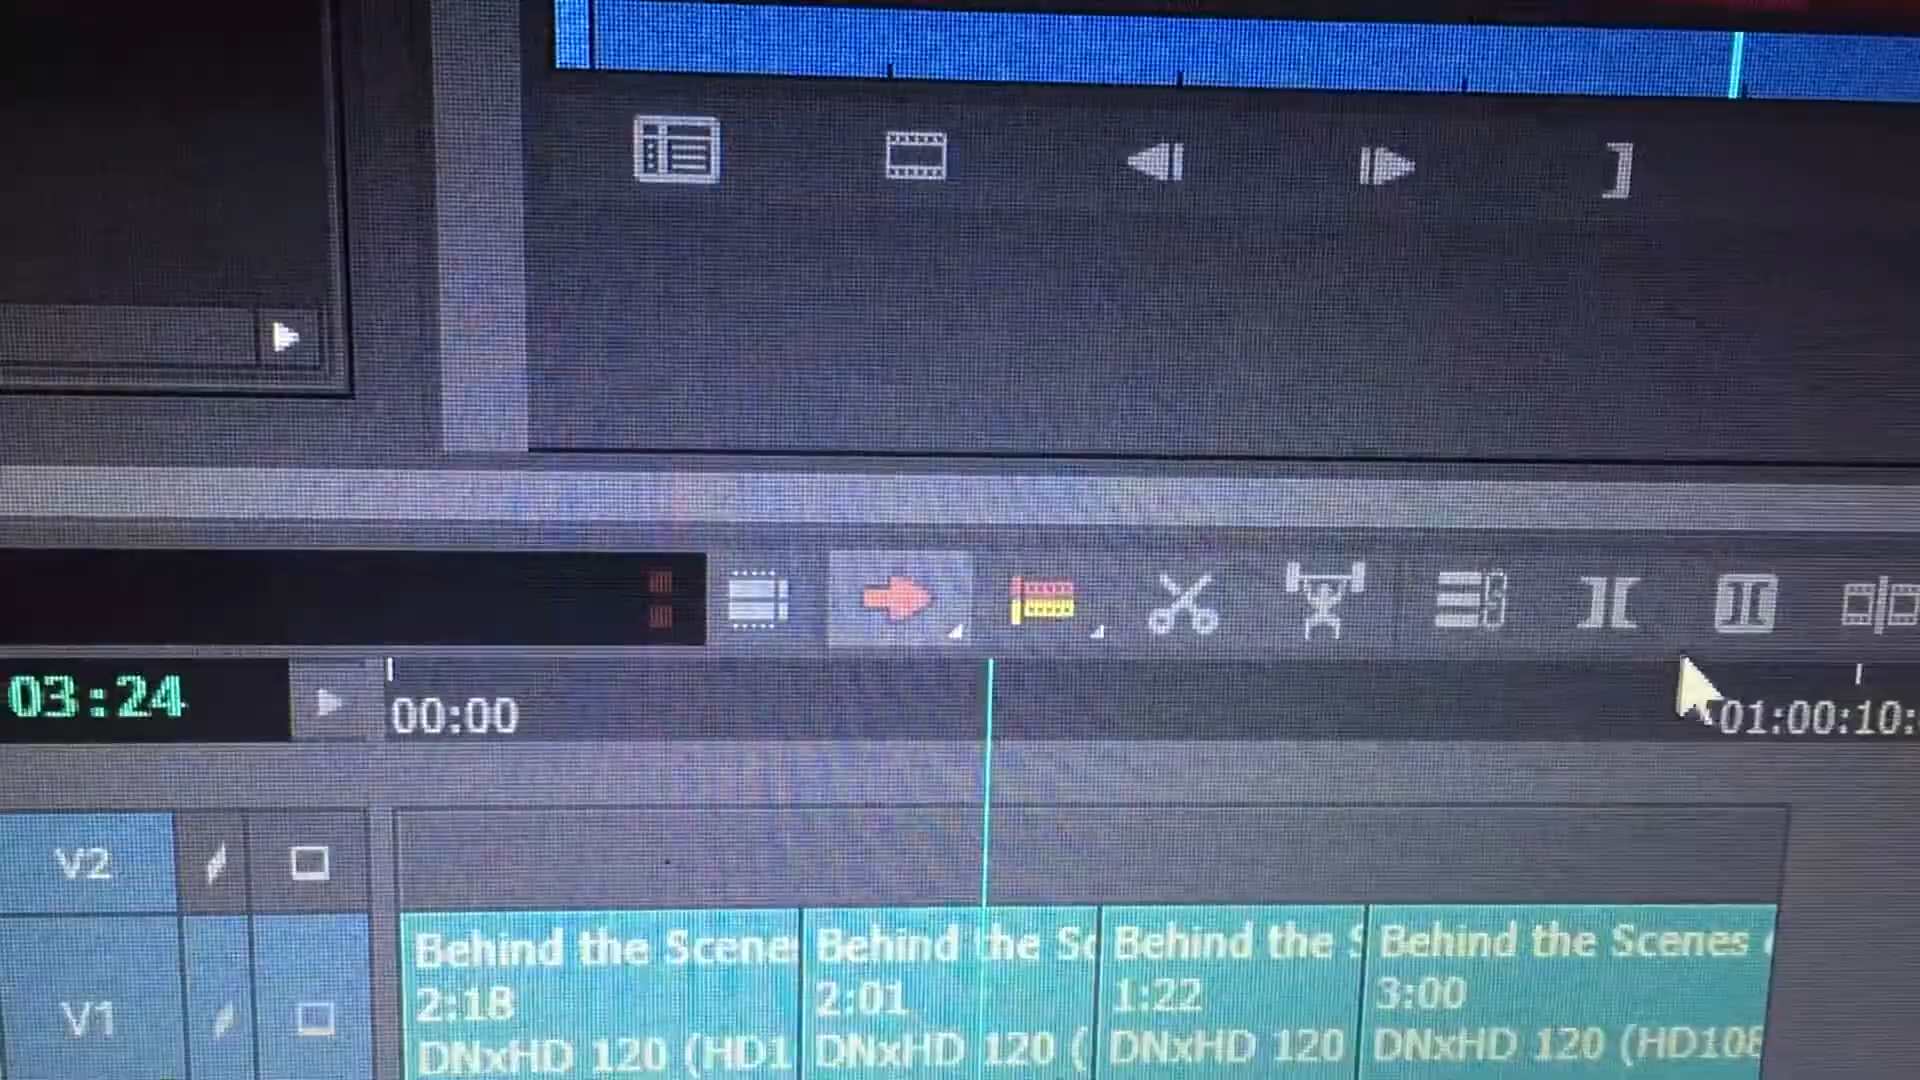 03:24
00:00
01:00:10:
V2
Behind the Scene
Behind the Sc
Behind the S
Behind the Scenes
2:18
2:01
1:22
3:00
V1
DNxHD 120 (HD1
DNxHD 120 (
DNxHD 120
DNxHD 120 (HD108